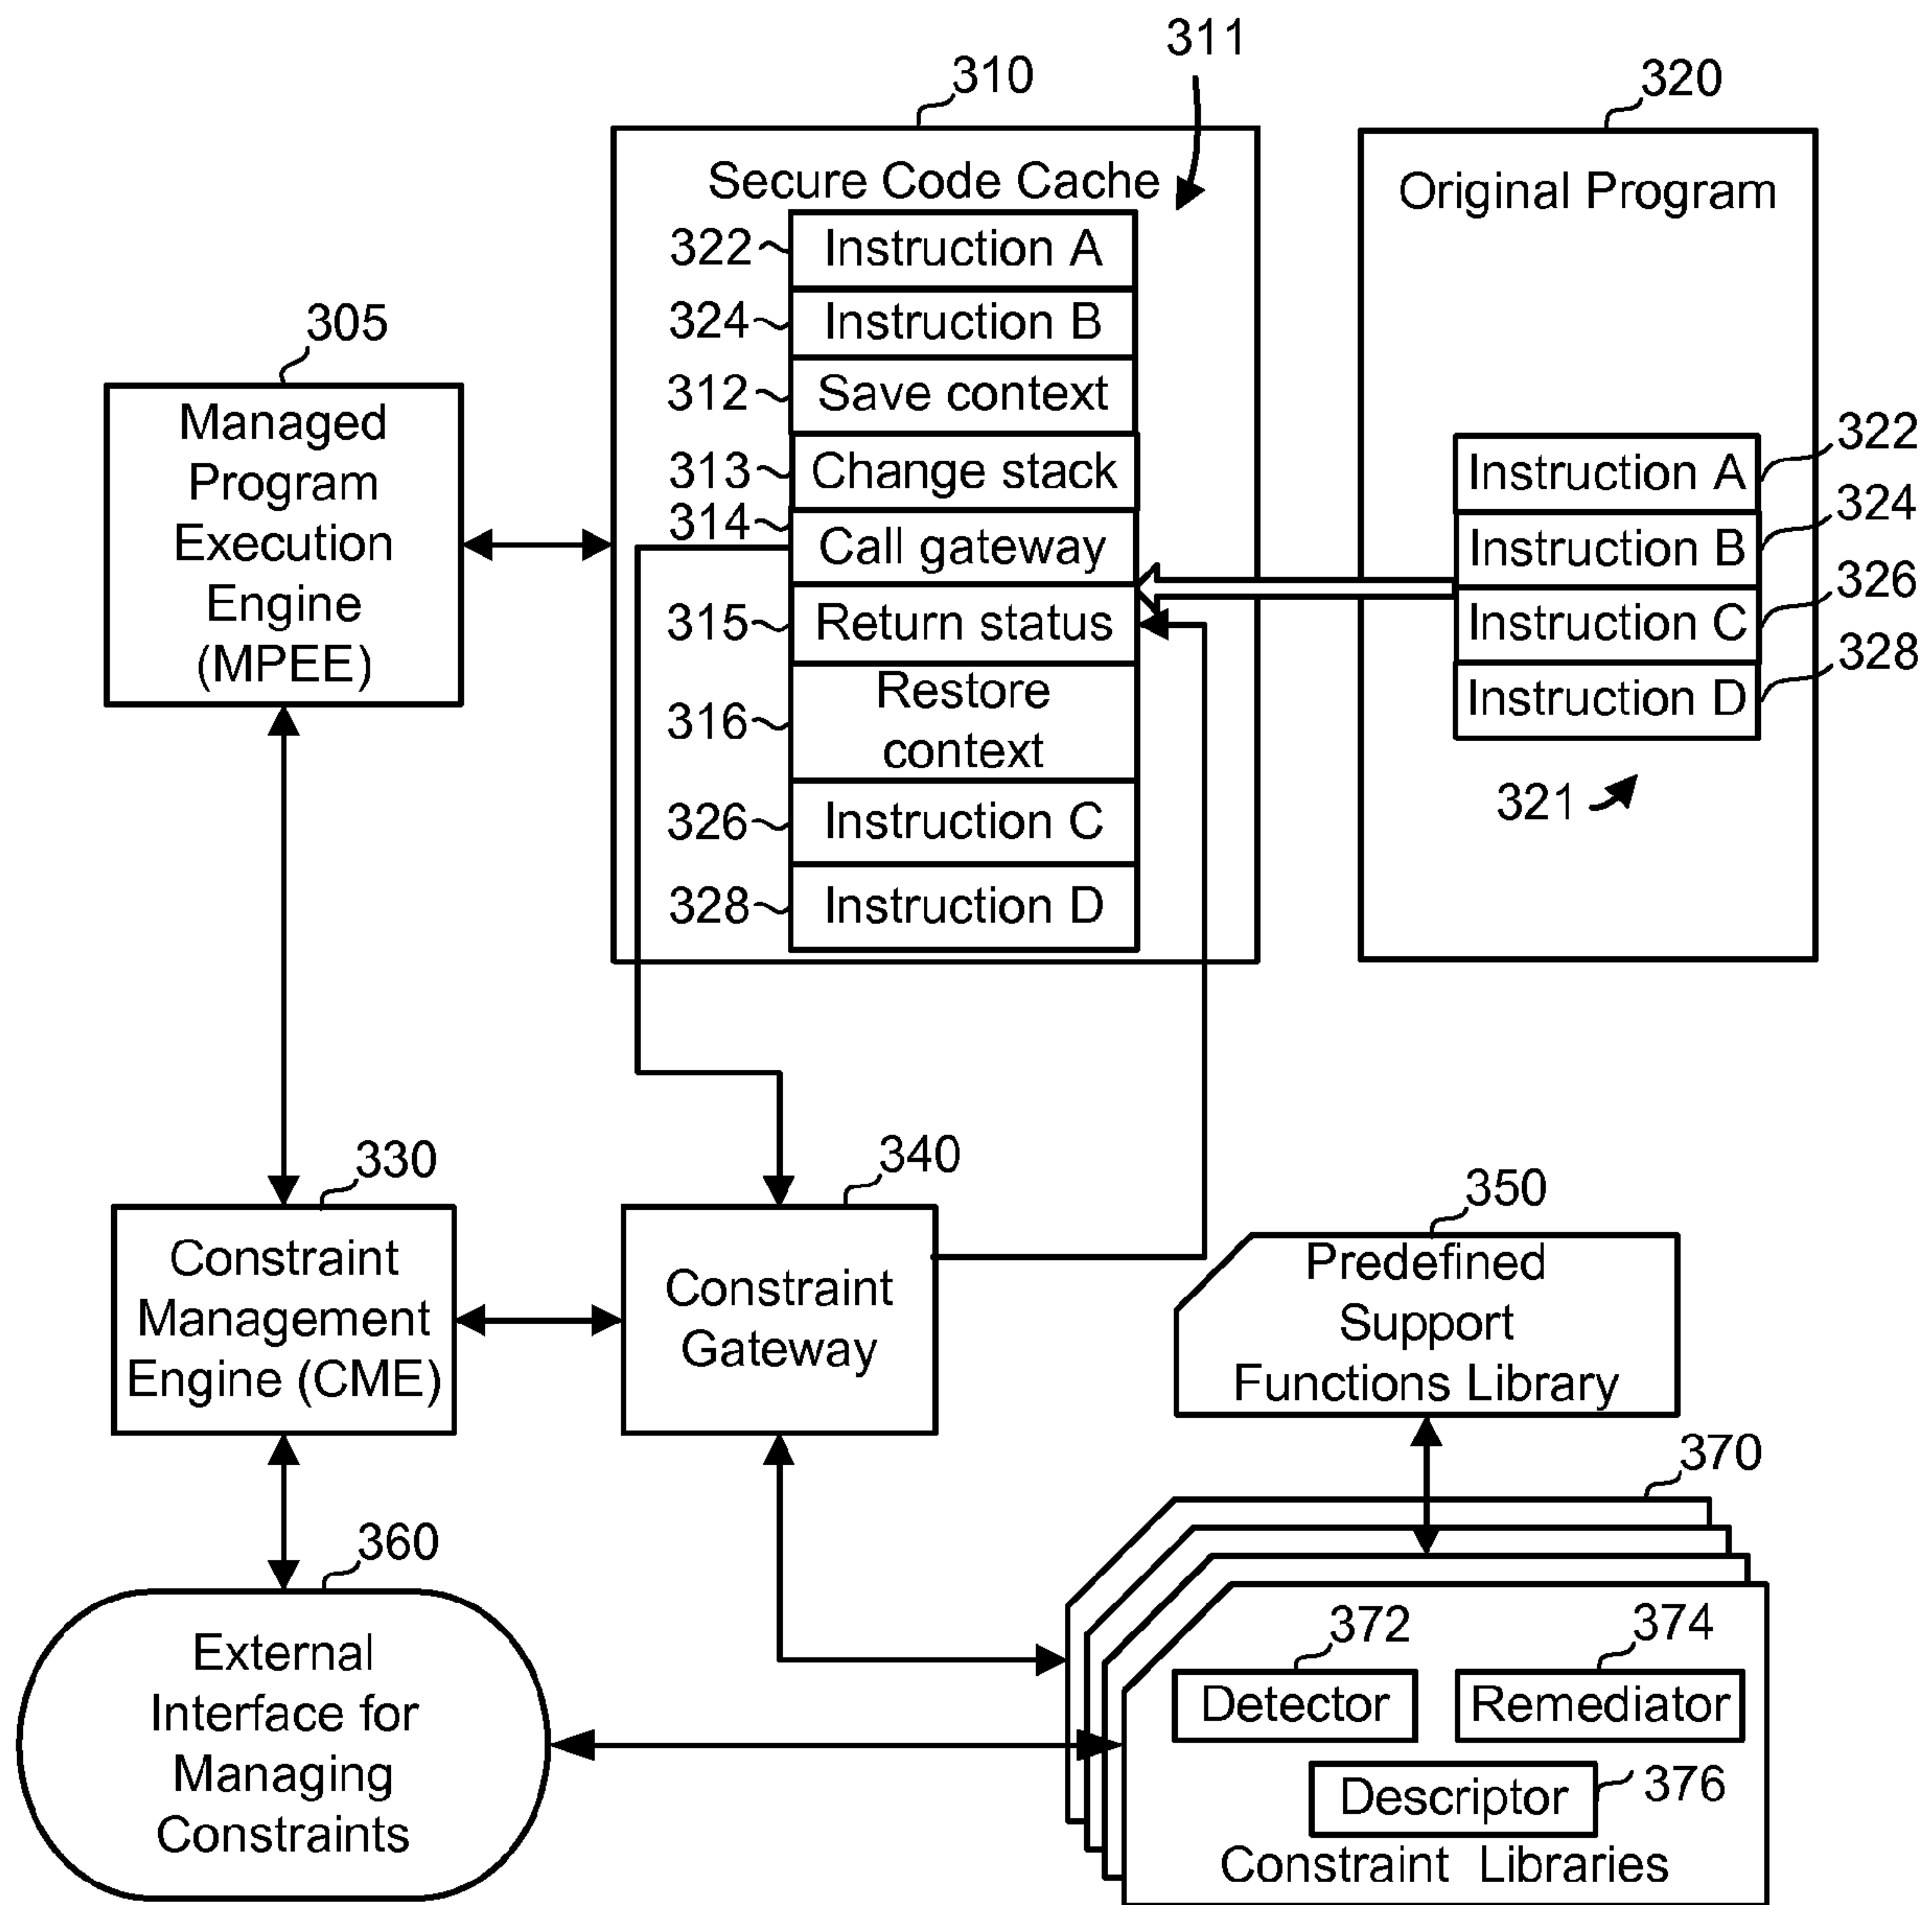 311
310
320
Secure Code Cache
Original Program
322
Instruction A
324
Instruction B
305
312
Save context
Managed
Program
Execution
Engine
(MPEE)
313
Change stack
314
Call gateway
315
Return status
316
Restore
context
326
Instruction C
328
Instruction D
Instruction A
322
Instruction B
324
Instruction C
326
Instruction D
328
321
330
340
350
Constraint
Management
Engine (CME)
Constraint
Gateway
Predefined
Support
Functions Library
370
360
External
Interface for
Managing
Constraints
372
374
Detector
Remediator
Descriptor
376
Constraint Libraries